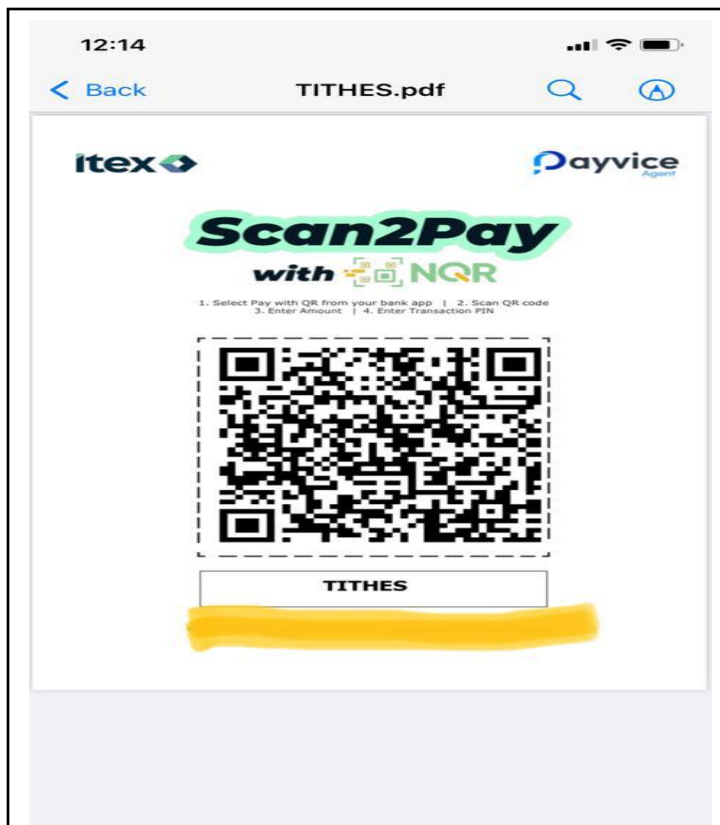 12:14
Back TITHES.pdf
itex Payvice
Agent
Scan2Pay
with NQR
1. Select Pay with QR from your bank app | 2. Scan QR code
3. Enter Amount | 4. Enter Transaction PIN
TITHES